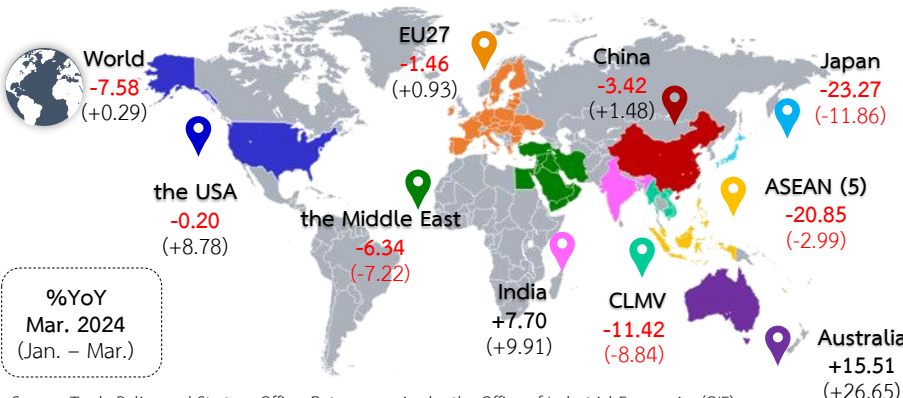 World
-7.58
(+0.29)
EU27
-1.46
(+0.93)
China
-3.42
(+1.48)
Japan
-23.27
(-11.86)
the USA
-0.20
(+8.78)
the Middle East
-6.34
(-7.22)
ASEAN (5)
-20.85
(-2.99)
India
+7.70
(+9.91)
CLMV
-11.42
(-8.84)
Australia
+15.51
(+26.65)
%YoY
Mar. 2024
(Jan. – Mar.)